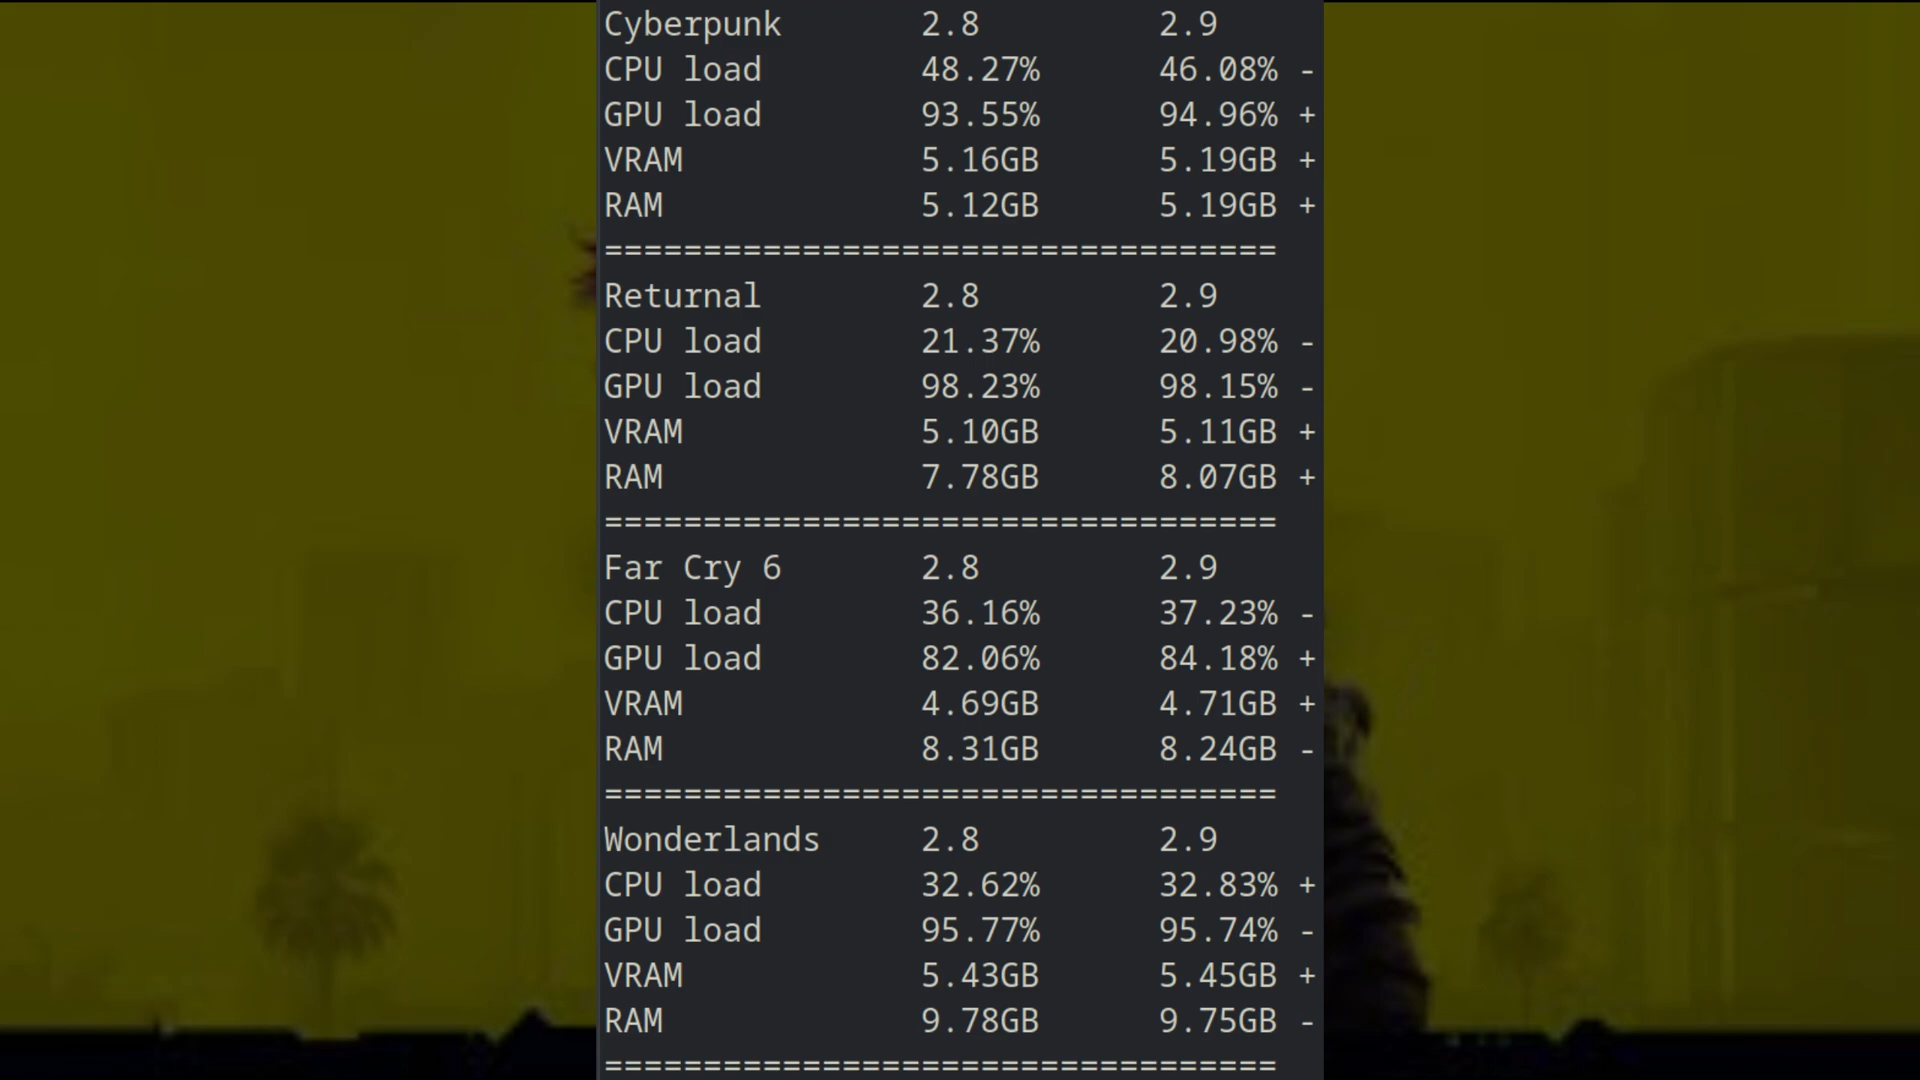 Cyberpunk 2.8 2.9
CPU load 48.27% 46.08% -
GPU load 93.55% 94.96% +
VRAM 5.16GB 5.19GB +
RAM 5.12GB 5.19GB +
==================================
Returnal 2.8 2.9
CPU load 21.37% 20.98% -
GPU load 98.23% 98.15% -
VRAM 5.10GB 5.11GB +
RAM 7.78GB 8.07GB +
==================================
Far Cry 6 2.8 2.9
CPU load 36.16% 37.23% -
GPU load 82.06% 84.18% +
VRAM 4.69GB 4.71GB +
RAM 8.31GB 8.24GB -
==================================
Wonderlands 2.8 2.9
CPU load 32.62% 32.83% +
GPU load 95.77% 95.74% -
VRAM 5.43GB 5.45GB +
RAM 9.78GB 9.75GB -
==================================